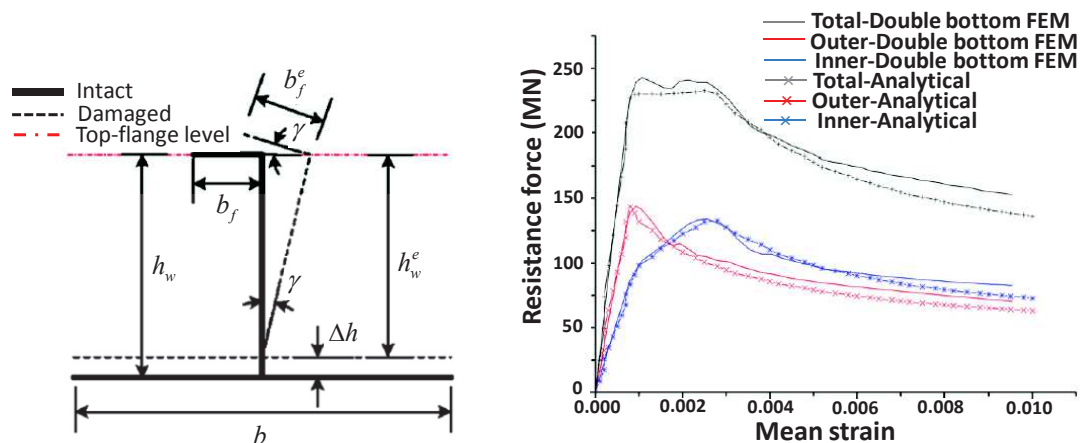 Intact
Damaged
Top-flange level
b_f^e
γ
b_f
h_w
h_w^e
γ
Δh
b
Total-Double bottom FEM
Outer-Double bottom FEM
Inner-Double bottom FEM
Total-Analytical
Outer-Analytical
Inner-Analytical
Resistance force (MN)
250
200
150
100
50
0
0.000 0.002 0.004 0.006 0.008 0.010
Mean strain